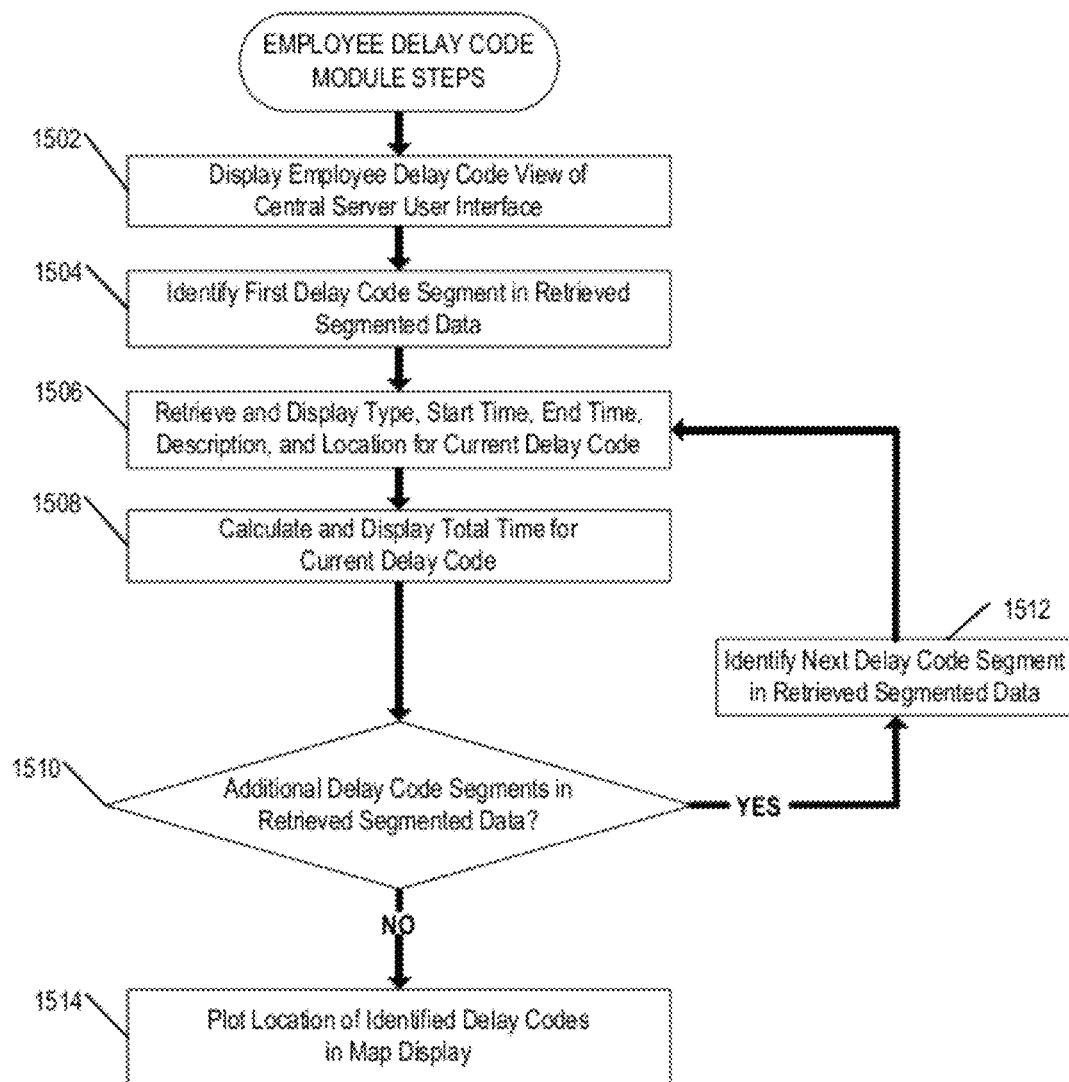 EMPLOYEE DELAY CODE
MODULE STEPS
1502
Display Employee Delay Code View of
Central Server User Interface
1504
Identify First Delay Code Segment in Retrieved
Segmented Data
1506
Retrieve and Display Type, Start Time, End Time,
Description, and Location for Current Delay Code
1508
Calculate and Display Total Time for
Current Delay Code
1512
Identify Next Delay Code Segment
in Retrieved Segmented Data
1510
Additional Delay Code Segments in
Retrieved Segmented Data?
YES
NO
1514
Plot Location of Identified Delay Codes
in Map Display